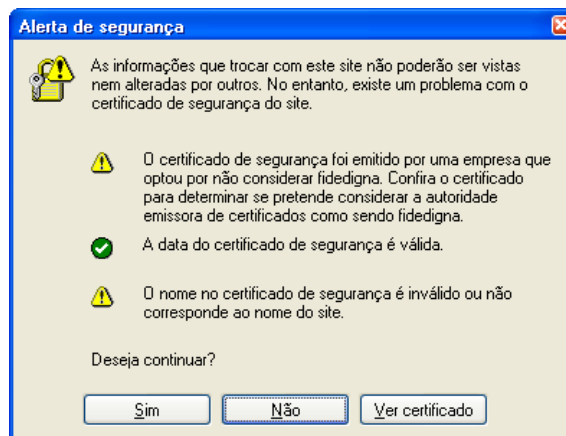 Alerta de segurança
As informações que trocar com este site não poderão ser vistas
nem alteradas por outros. No entanto, existe um problema com o
certificado de segurança do site.
O certificado de segurança foi emitido por uma empresa que
optou por não considerar fidedigna. Confira o certificado
para determinar se pretende considerar a autoridade
emissora de certificados como sendo fidedigna.
A data do certificado de segurança é válida.
O nome no certificado de segurança é inválido ou não
corresponde ao nome do site.
Deseja continuar?
Sim Não Ver certificado